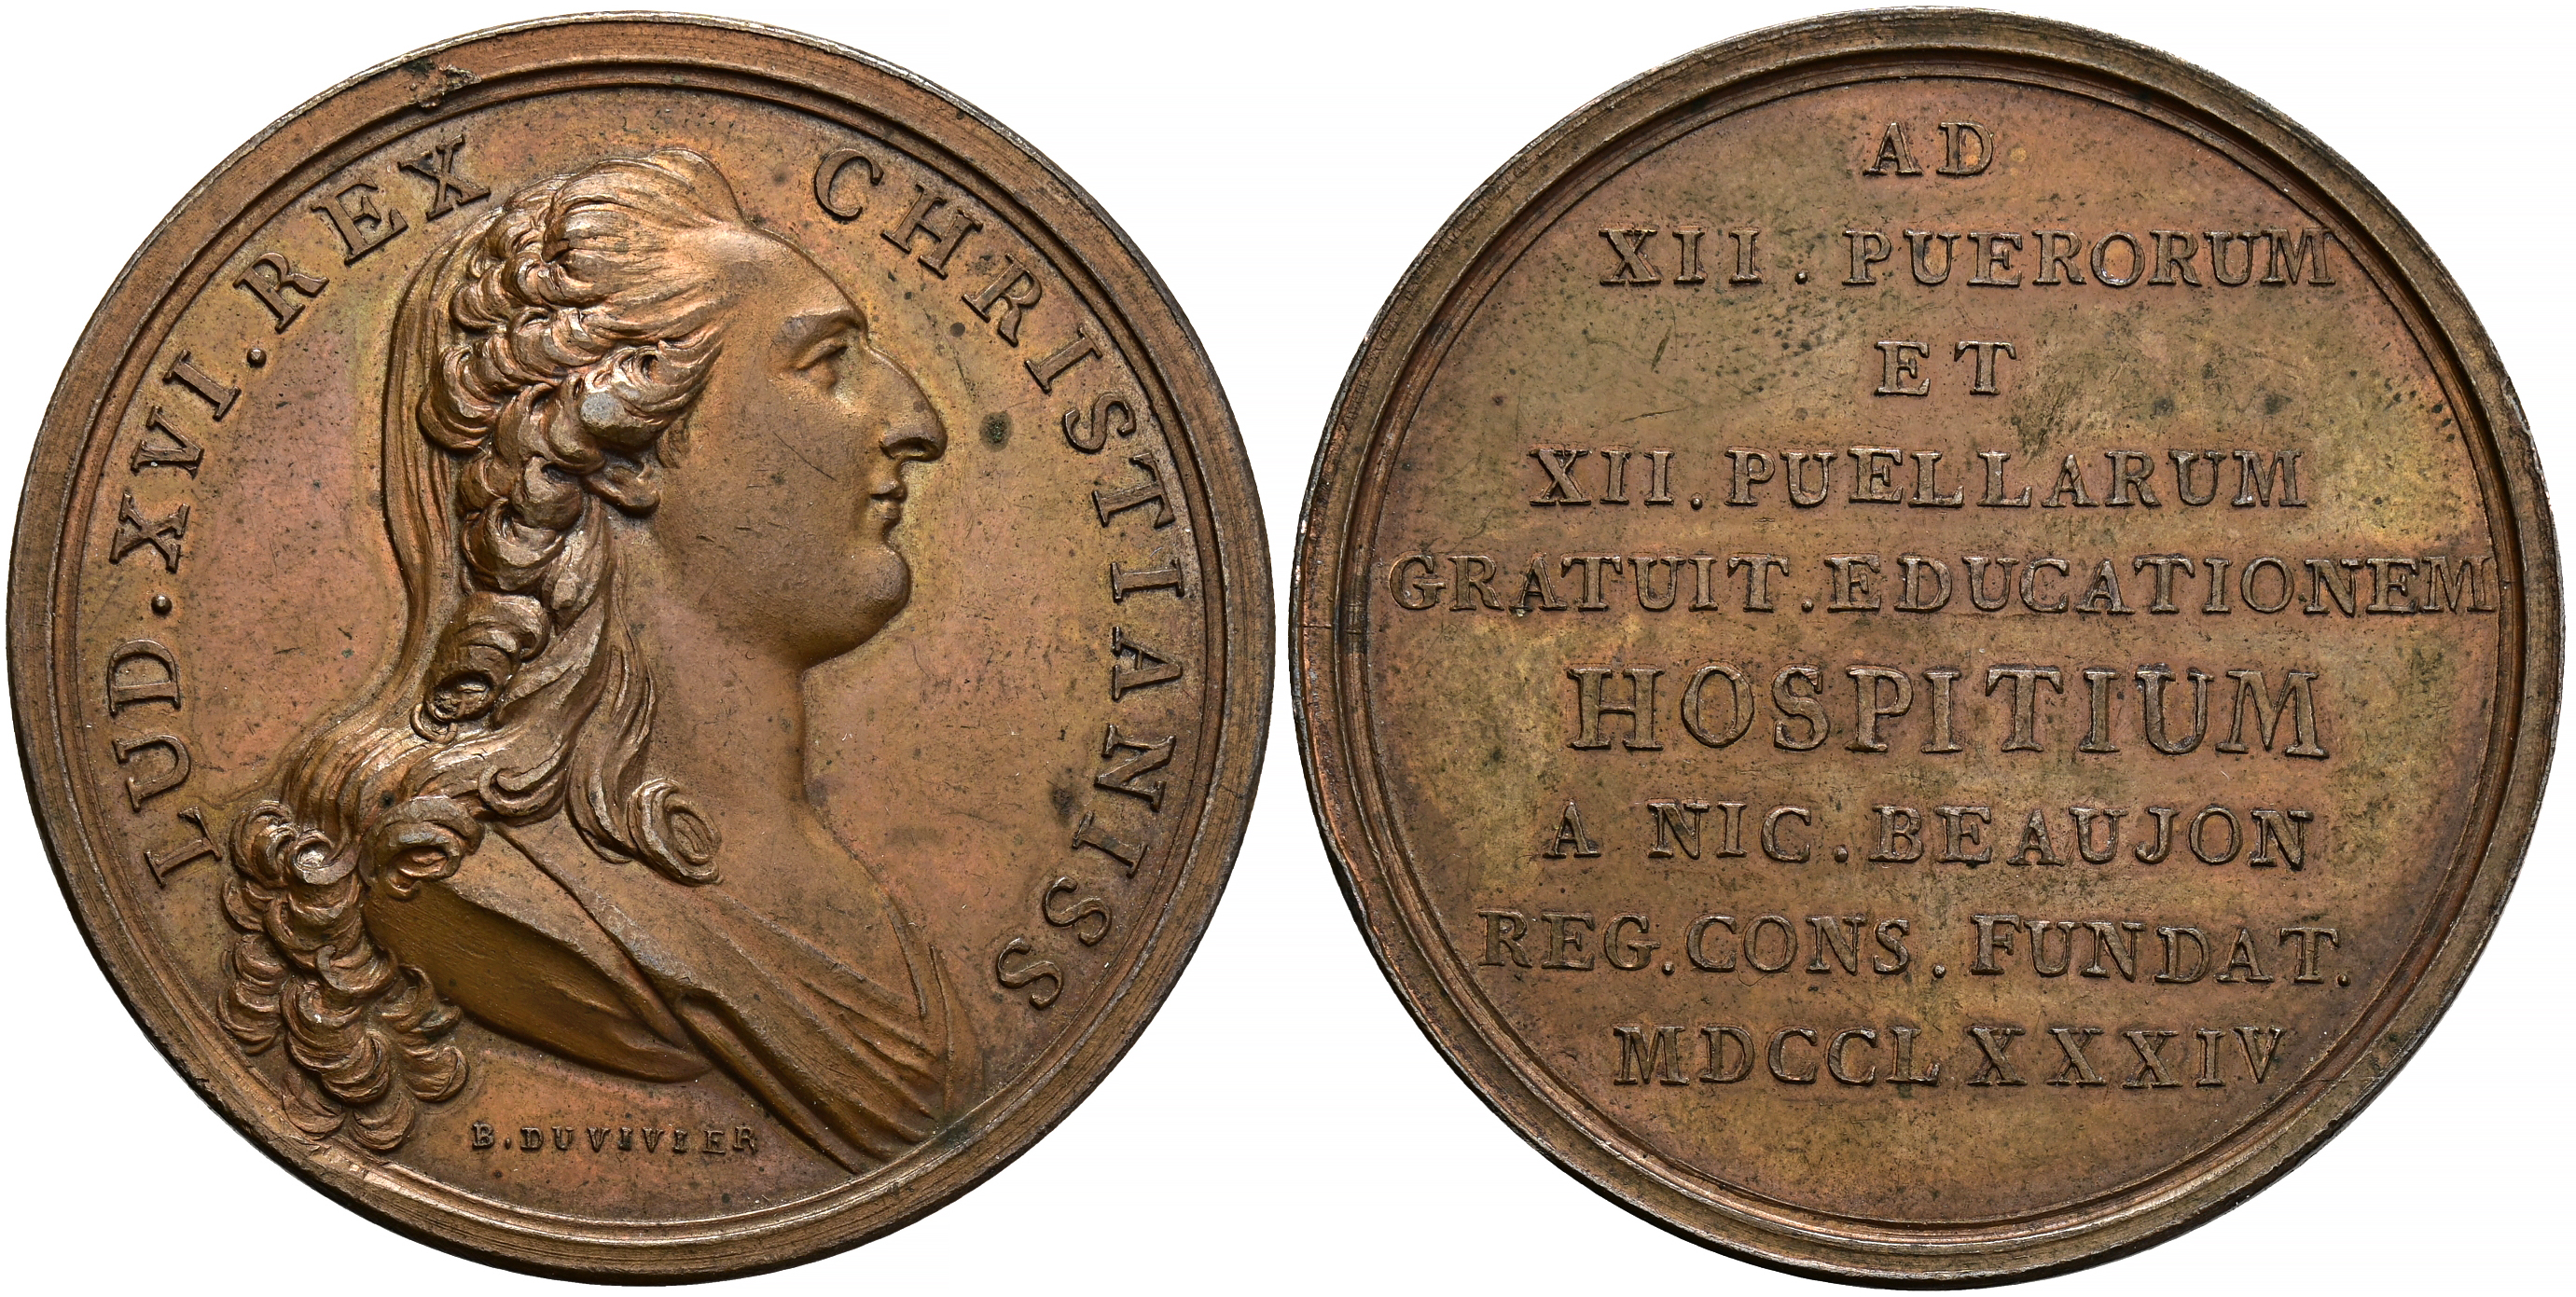 LUD. XVI. REX CHRISTIANISS
B. DUVIVIER
AD
XII. PUERORUM
ET
XII. PUELLARUM
GRATUIT. EDUCATIONEM
HOSPITIUM
A NIC. BEAUJON
REG. CONS. FUNDAT.
MDCCLXXXIV